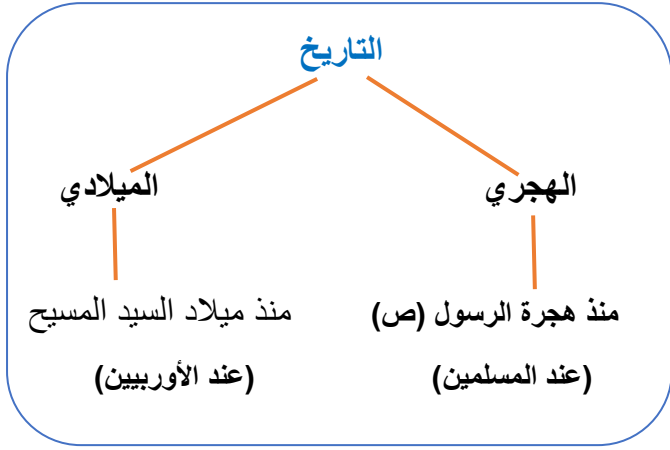 التاريخ
الهجري
الميلادي
منذ هجرة الرسول (ص)
(عند المسلمين)
منذ ميلاد السيد المسيح
(عند الأوربيين)